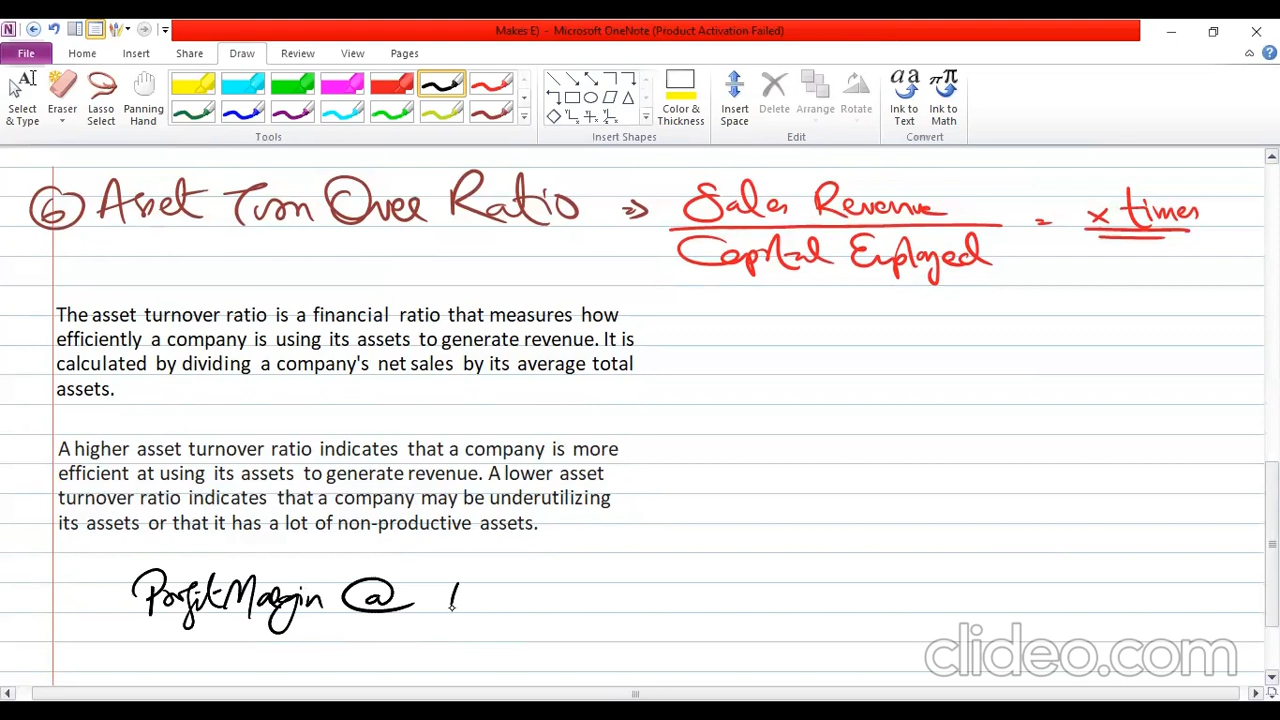 Makes E) - Microsoft OneNote (Product Activation Failed)
File Home Insert Share Draw Review View Pages
Select & Type
Eraser
Lasso Select
Panning Hand
Color & Thickness
Insert Space
Delete
Arrange
Rotate
Ink to Text
Ink to Math
Tools
Insert Shapes
Edit
Convert
6 Asset Turn Over Ratio ⇒ Sales Revenue
Capital Employed
= x times
The asset turnover ratio is a financial ratio that measures how
efficiently a company is using its assets to generate revenue. It is
calculated by dividing a company's net sales by its average total
assets.
A higher asset turnover ratio indicates that a company is more
efficient at using its assets to generate revenue. A lower asset
turnover ratio indicates that a company may be underutilizing
its assets or that it has a lot of non-productive assets.
Profit Margin @
clideo.com